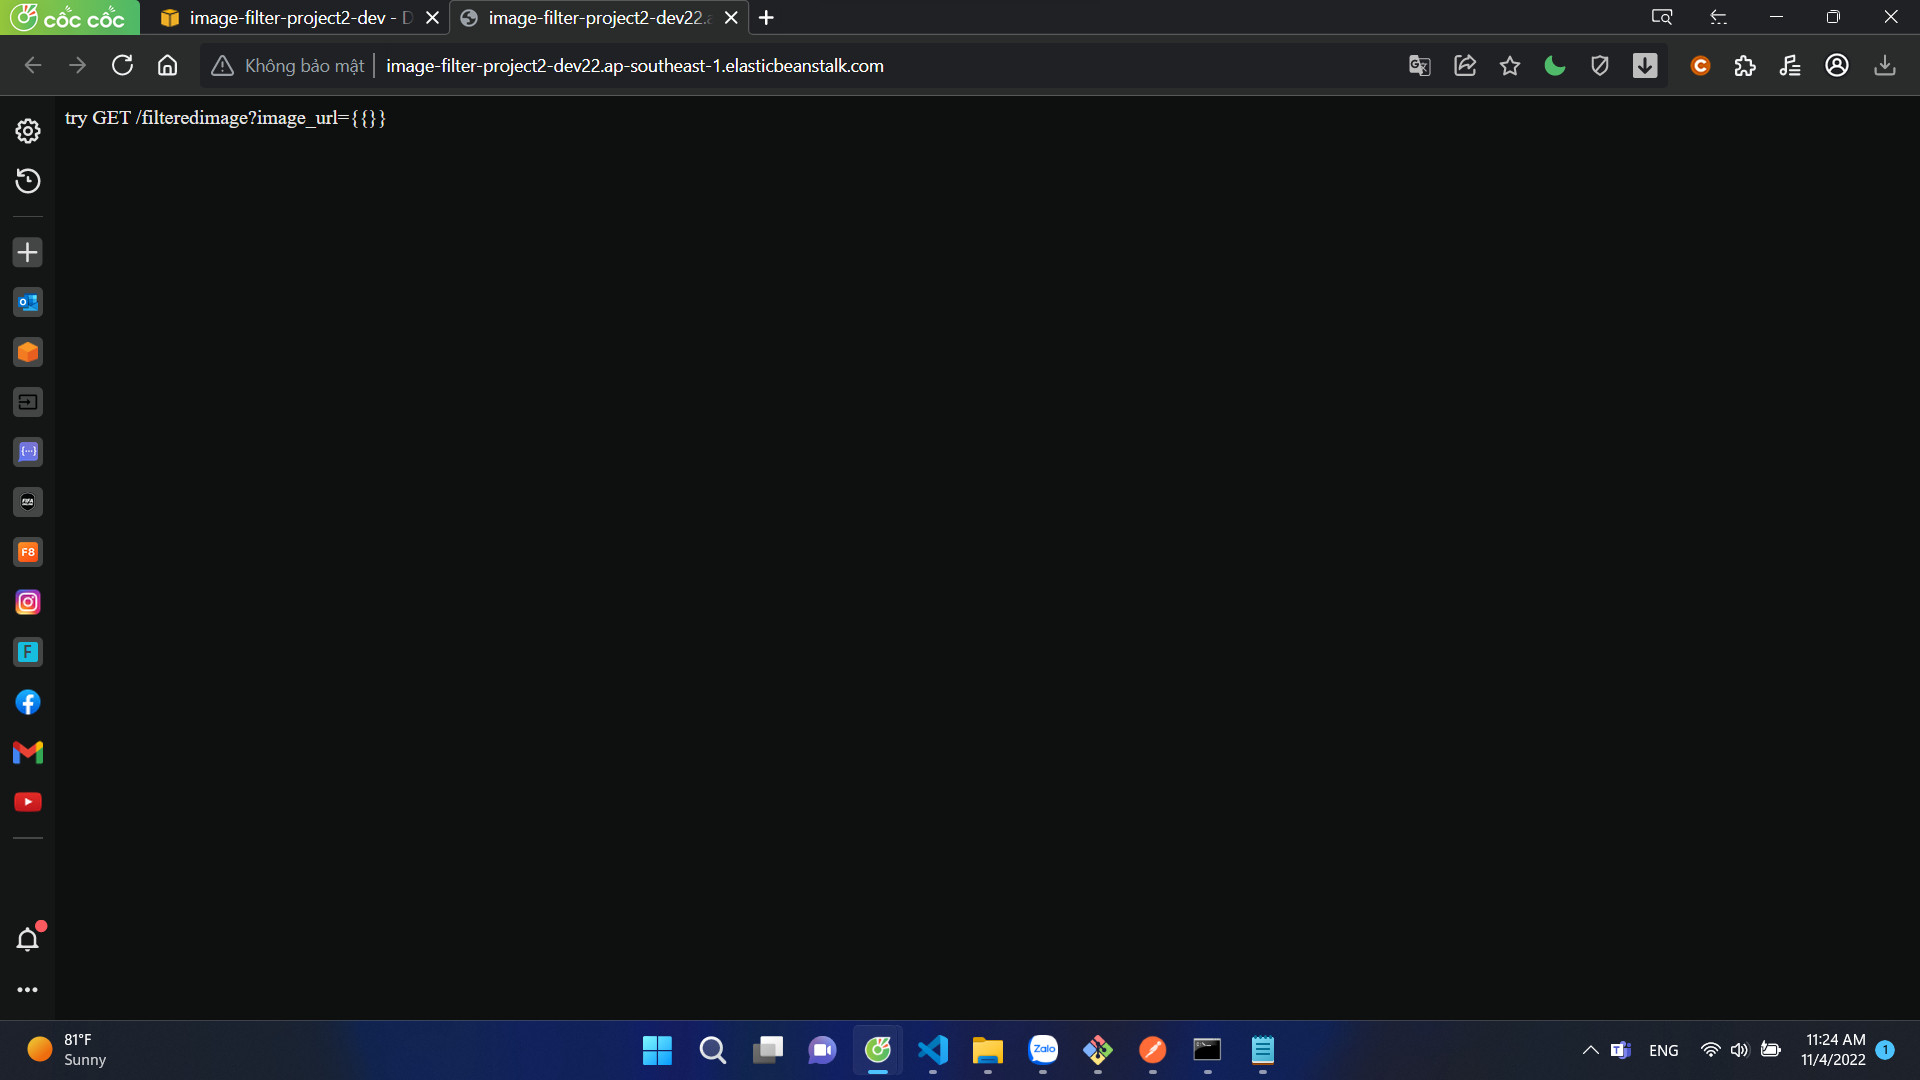 cốc cốc
image-filter-project2-dev - D
image-filter-project2-dev22.a
Không bảo mật
image-filter-project2-dev22.ap-southeast-1.elasticbeanstalk.com
try GET /filteredimage?image_url={{}}
F8
F
81°F
Sunny
Zalo
ENG
11:24 AM
11/4/2022
1